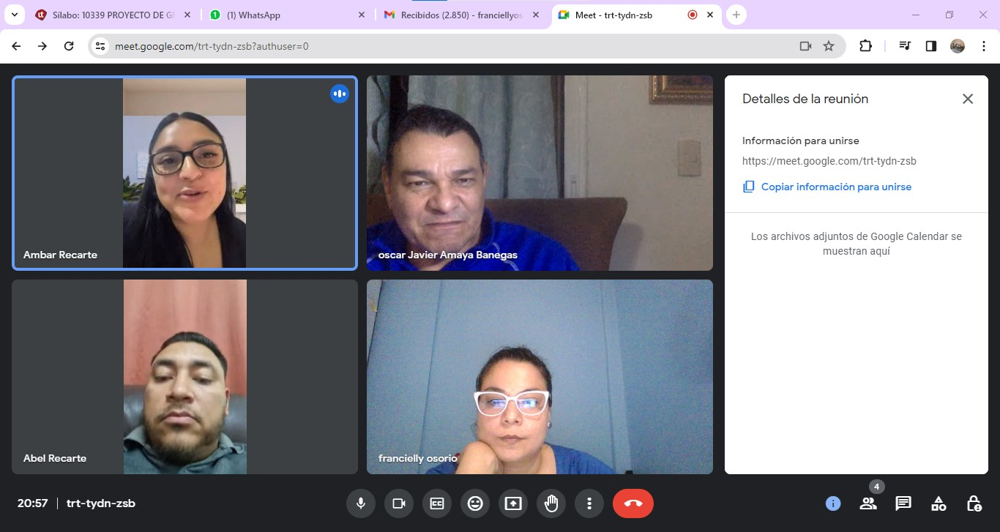 Sílabo: 10339 PROYECTO DE G
(1) WhatsApp
Recibidos (2.850) - franciellyos
Meet - trt-tydn-zsb
meet.google.com/trt-tydn-zsb?authuser=0
Ambar Recarte
oscar Javier Amaya Banegas
Abel Recarte
francielly osorio
Detalles de la reunión
Información para unirse
https://meet.google.com/trt-tydn-zsb
Copiar información para unirse
Los archivos adjuntos de Google Calendar se
muestran aquí
20:57 | trt-tydn-zsb
4